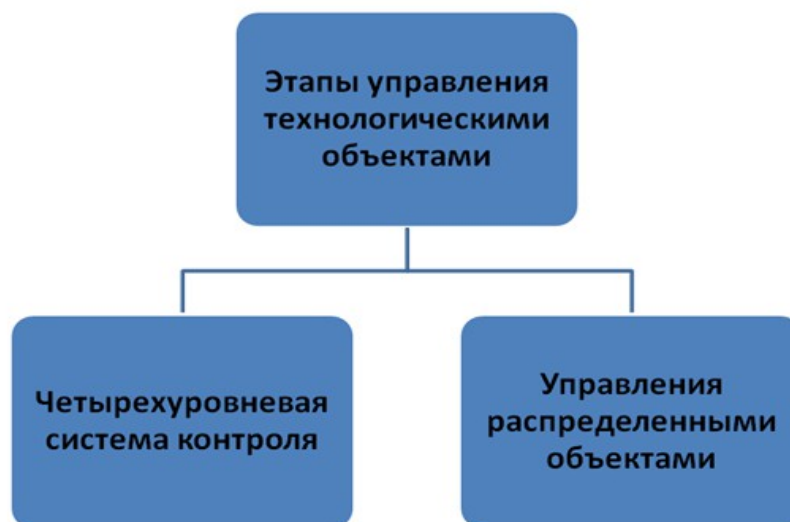 Этапы управления
технологическими
объектами
Четырехуровневая
система контроля
Управления
распределенными
объектами